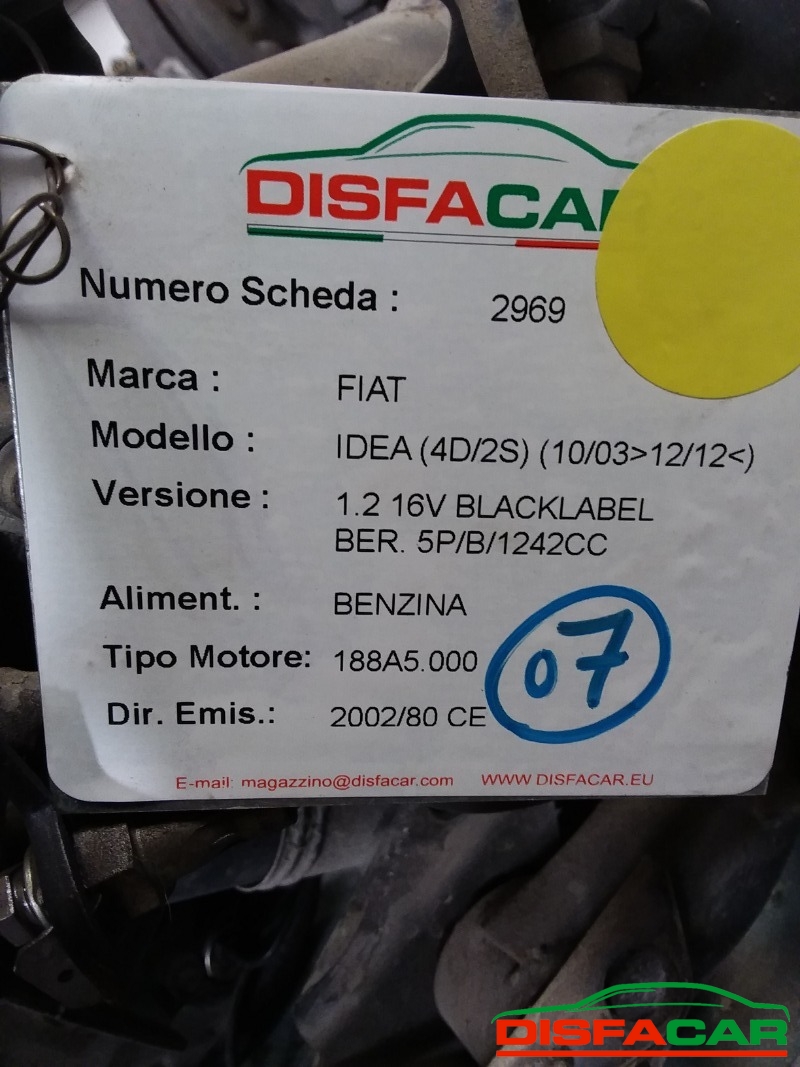 DISFACAR
Numero Scheda : 2969
Marca : FIAT
Modello : IDEA (4D/2S) (10/03>12/12<)
Versione : 1.2 16V BLACKLABEL
BER. 5P/B/1242CC
Aliment. : BENZINA
Tipo Motore: 188A5.000
07
Dir. Emis.: 2002/80 CE
E-mail: magazzino@disfacar.com WWW.DISFACAR.EU
DISFACAR